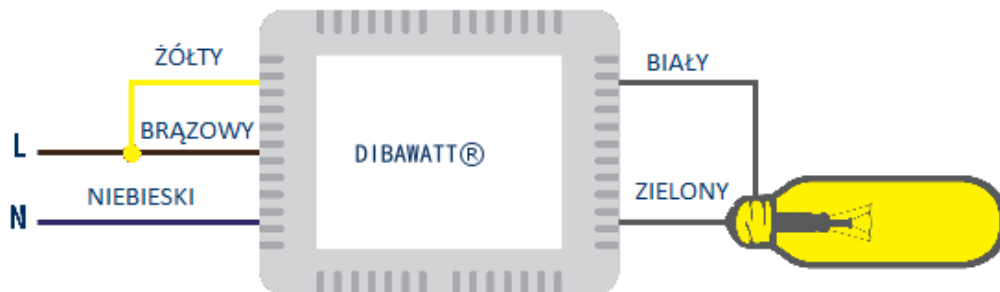 ŻÓŁTY
BIAŁY
L
BRĄZOWY
DIBAWATT®
NIEBIESKI
ZIELONY
N